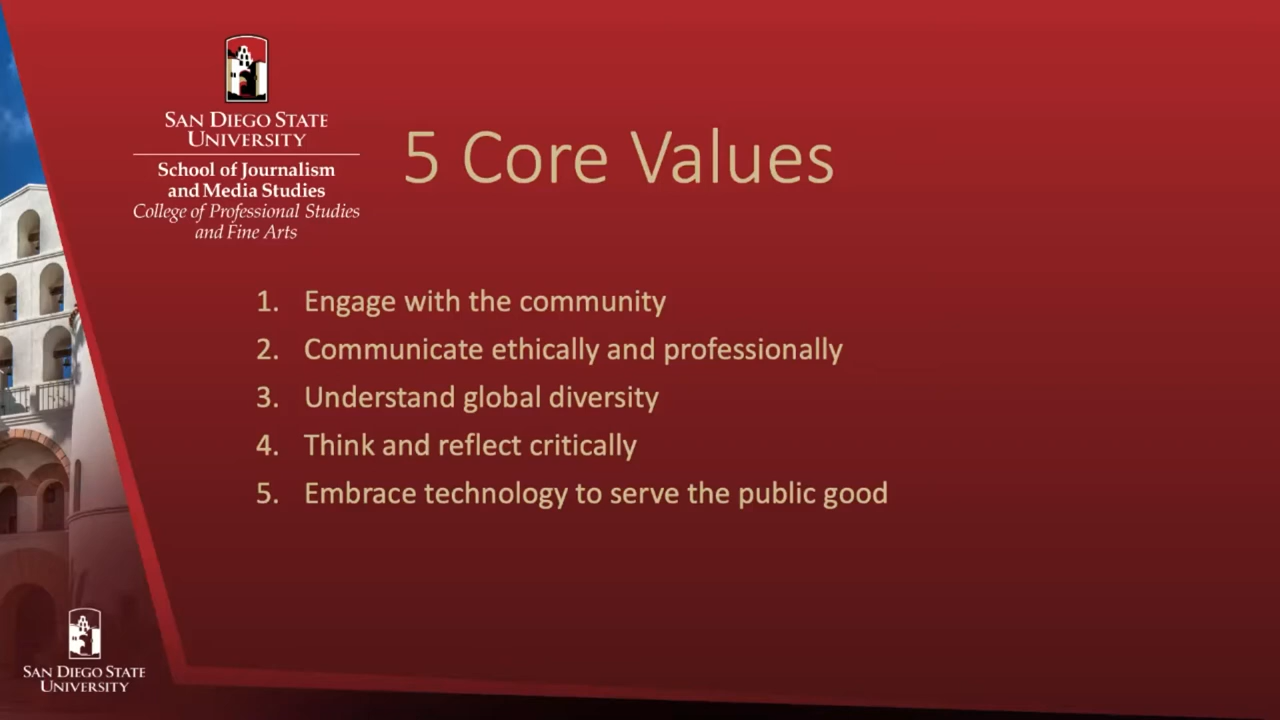 SAN DIEGO STATE
UNIVERSITY
School of Journalism
and Media Studies
College of Professional Studies
and Fine Arts
5 Core Values
1. Engage with the community
2. Communicate ethically and professionally
3. Understand global diversity
4. Think and reflect critically
5. Embrace technology to serve the public good
SAN DIEGO STATE
UNIVERSITY